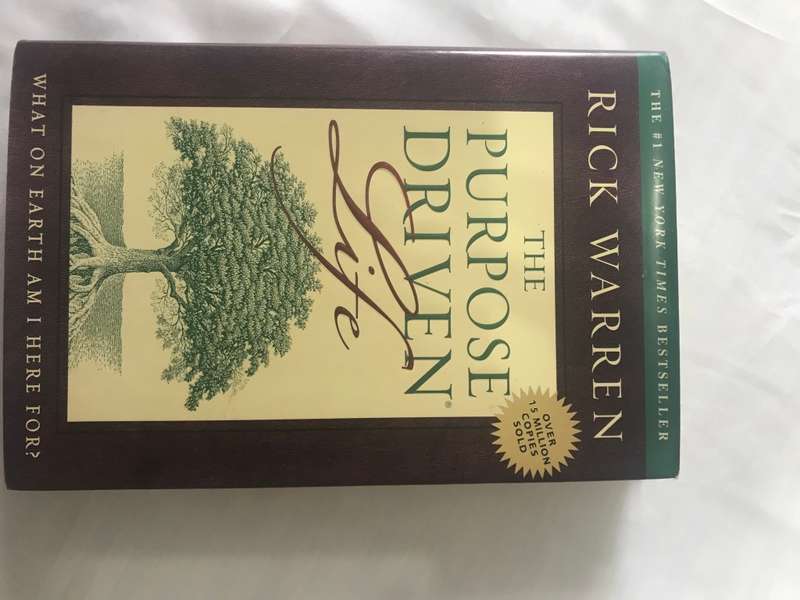 THE #1 NEW YORK TIMES BESTSELLER
RICK WARREN
OVER
15 MILLION
COPIES
SOLD
THE
PURPOSE
DRIVEN®
Life
WHAT ON EARTH AM I HERE FOR?